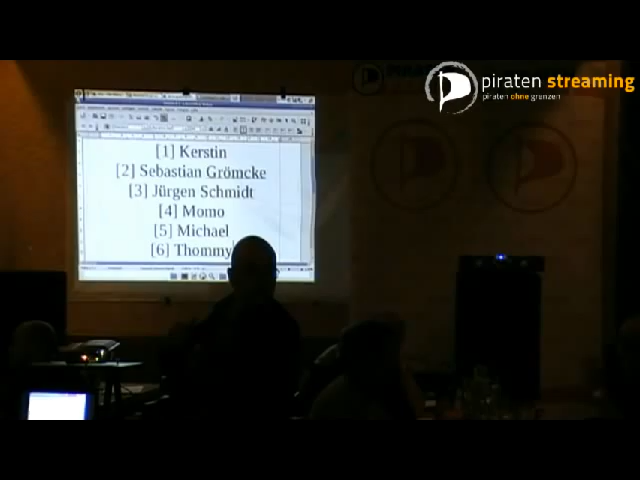 piraten streaming
piraten ohne grenzen
[1] Kerstin
[2] Sebastian Grömcke
[3] Jürgen Schmidt
[4] Momo
[5] Michael
[6] Thommy